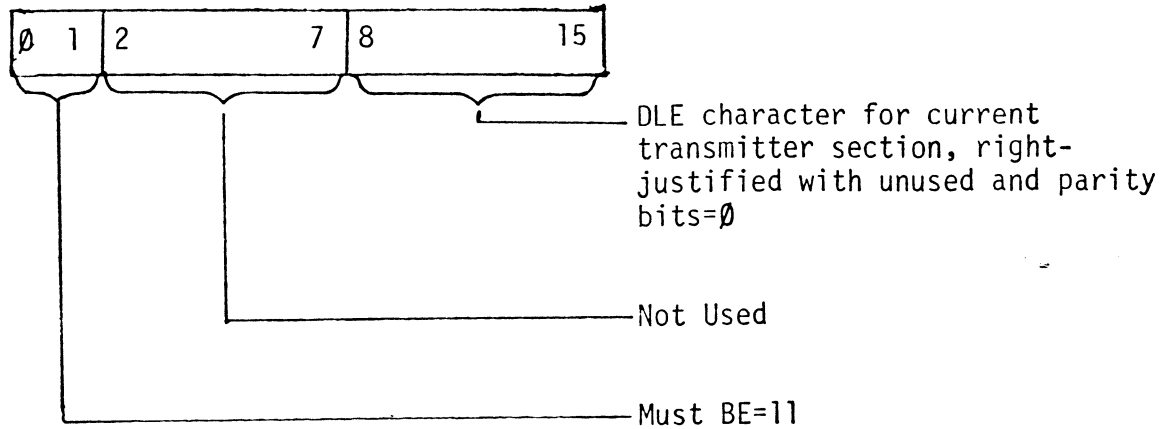 Ø 1 2 7 8 15
DLE character for current
transmitter section, right-
justified with unused and parity
bits=Ø
Not Used
Must BE=11